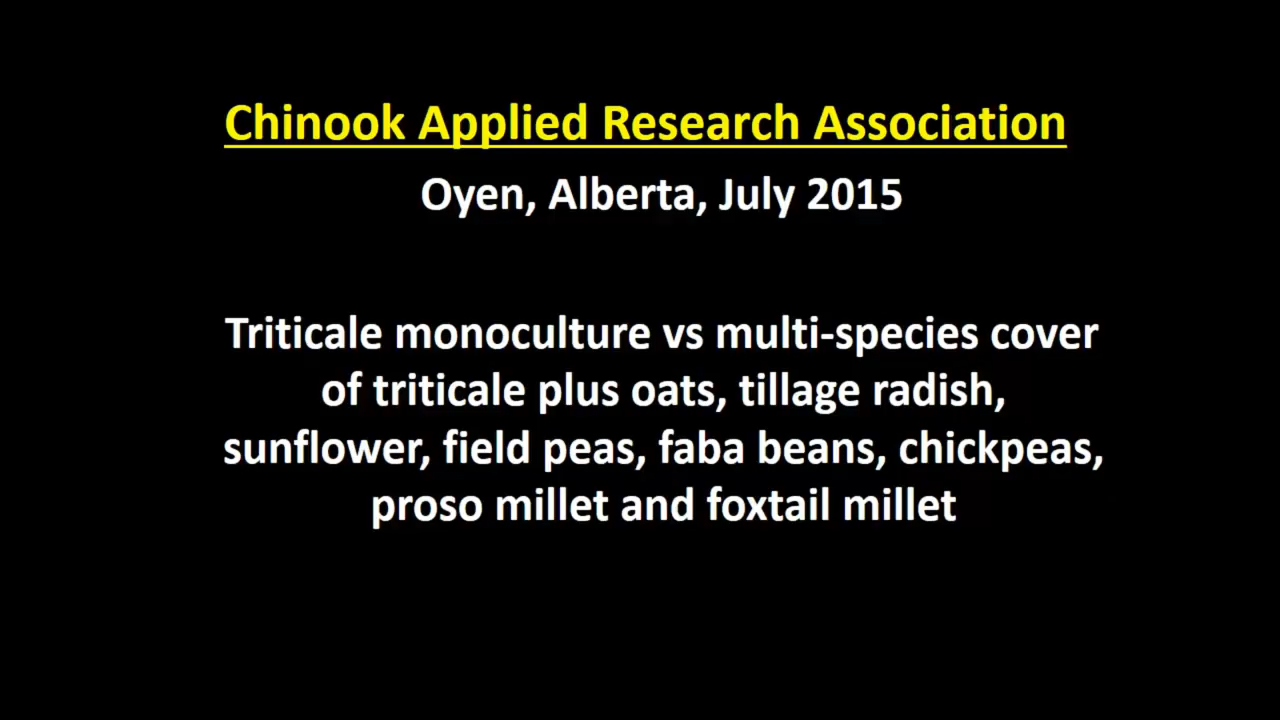 Chinook Applied Research Association
Oyen, Alberta, July 2015
Triticale monoculture vs multi-species cover
of triticale plus oats, tillage radish,
sunflower, field peas, faba beans, chickpeas,
proso millet and foxtail millet